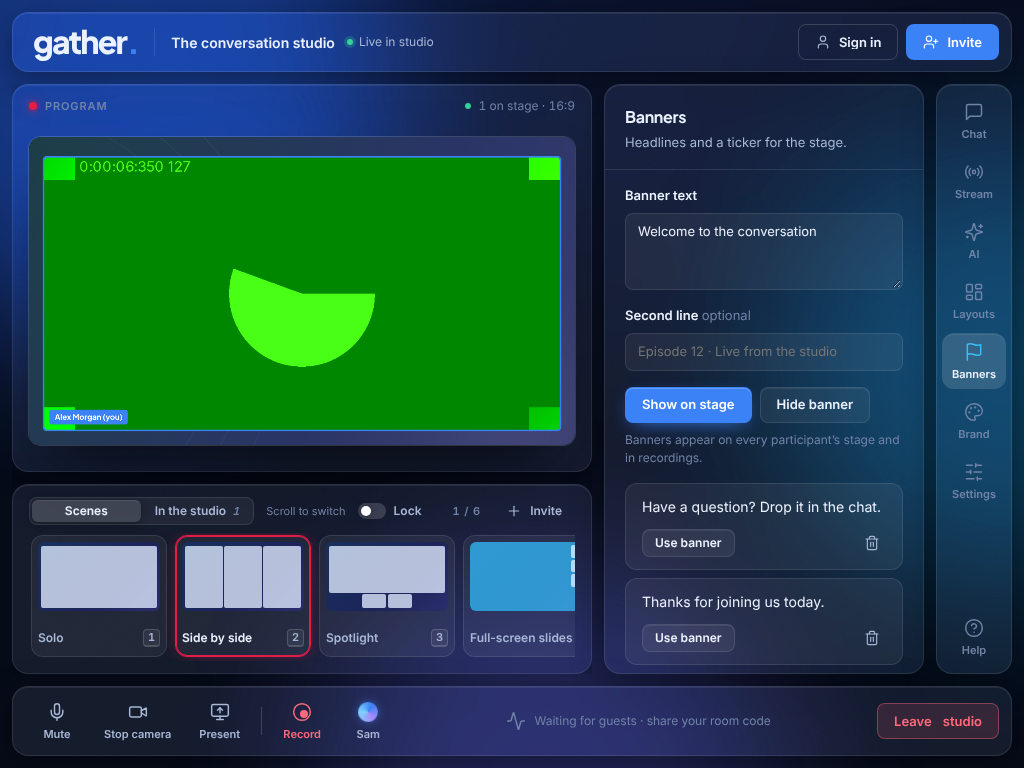 gather.
The conversation studio
Live in studio
Sign in
Invite
PROGRAM
1 on stage · 16:9
0:00:06:350 127
Alex Morgan (you)
Scenes
In the studio 1
Scroll to switch
Lock
1 / 6
Invite
Solo
1
Side by side
2
Spotlight
3
Full-screen slides
Banners
Headlines and a ticker for the stage.
Banner text
Welcome to the conversation
Second line optional
Episode 12 · Live from the studio
Show on stage
Hide banner
Banners appear on every participant's stage and
in recordings.
Have a question? Drop it in the chat.
Use banner
Thanks for joining us today.
Use banner
Chat
Stream
AI
Layouts
Banners
Brand
Settings
Help
Mute
Stop camera
Present
Record
Sam
Waiting for guests · share your room code
Leave studio